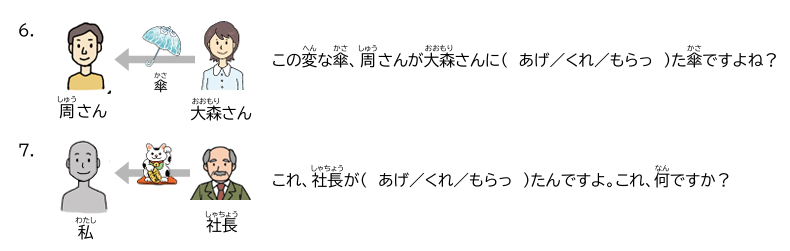 6.
この変な傘、周さんが大森さんに( あげ／くれ／もらっ )た傘ですよね？
へん かさ しゅう おおもり かさ
傘
かさ
周さん
しゅう
大森さん
おおもり
7.
これ、社長が( あげ／くれ／もらっ )たんですよ。これ、何ですか？
しゃちょう なん
私
わたし
社長
しゃちょう